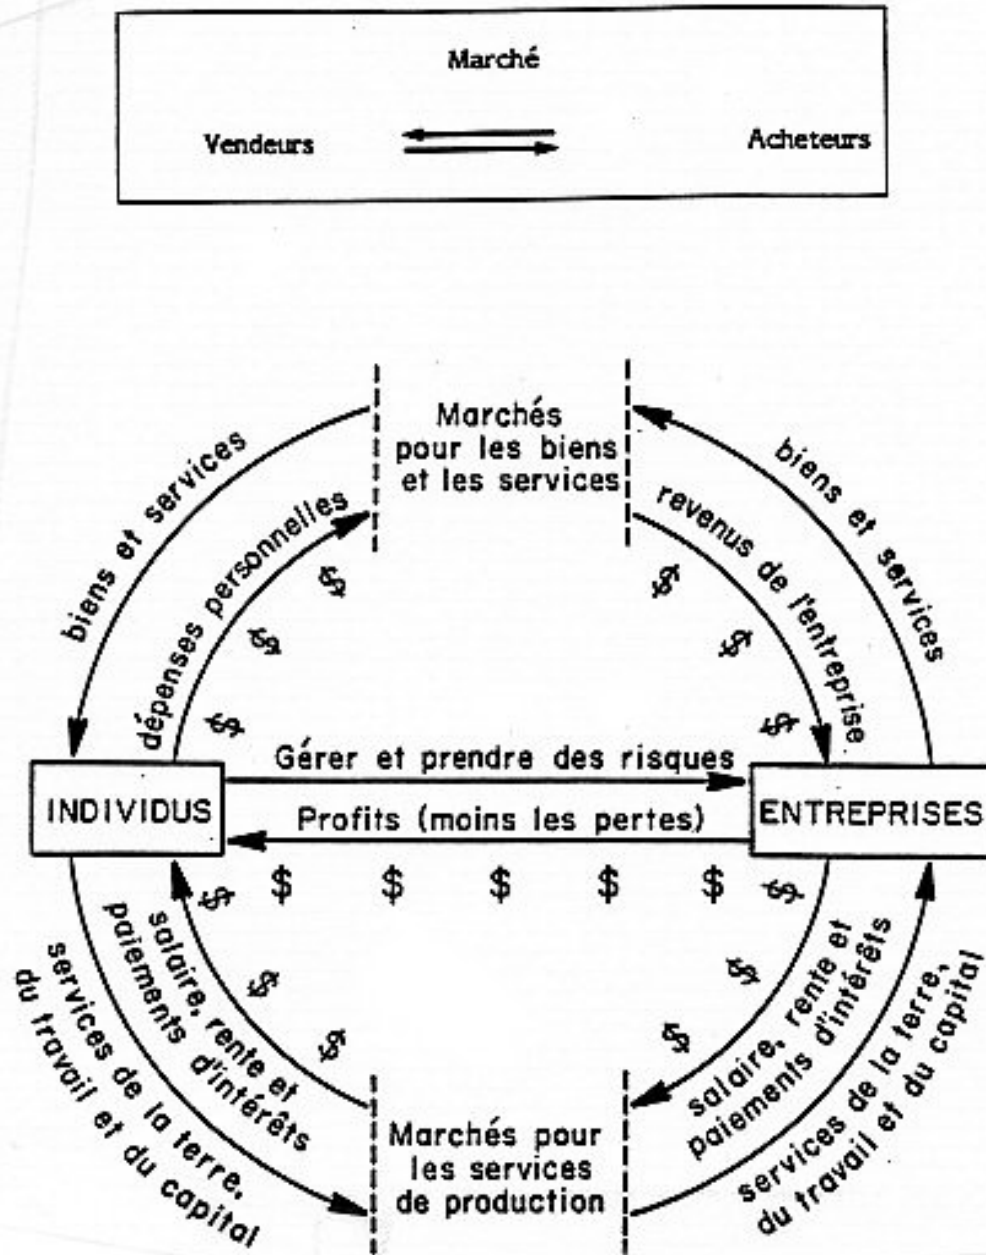 Marché
Vendeurs
Acheteurs
Marchés
pour les biens
et les services
biens et services
dépenses personnelles
revenus de l'entreprise
biens et services
$ $
$ $
$ $
Gérer et prendre des risques
INDIVIDUS
Profits (moins les pertes)
ENTREPRISES
$ $ $ $ $ $ $
$ $
$ $
salaire, rente et
paiements d'intérêts
services de la terre,
du travail et du capital
salaire, rente et
paiements d'intérêts
services de la terre,
du travail et du capital
Marchés pour
les services
de production